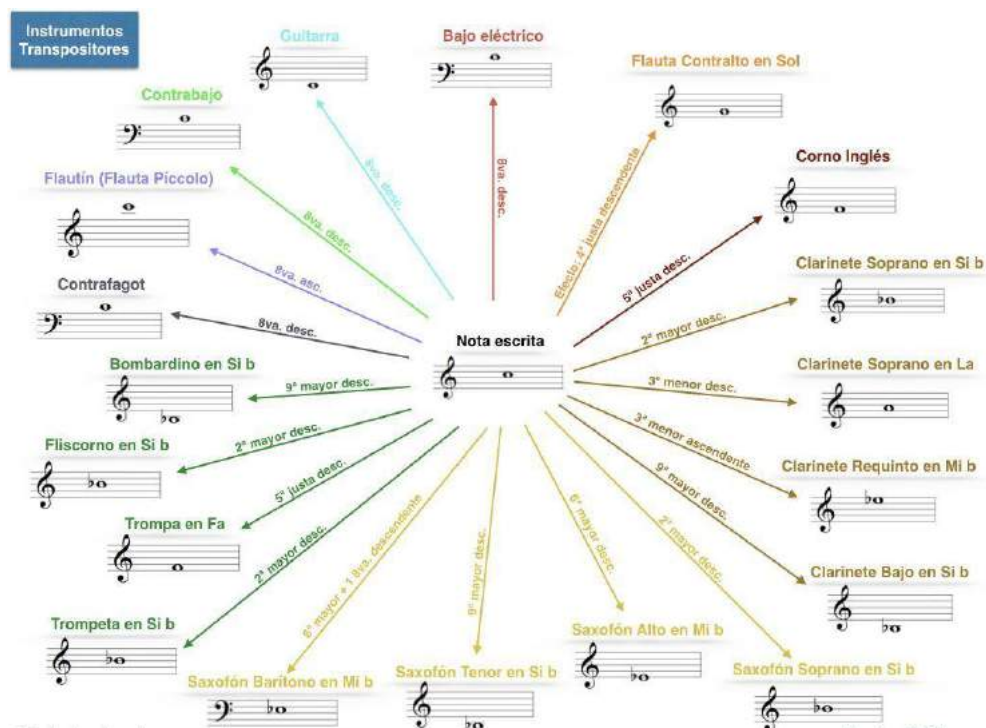 Instrumentos
Transpositores
Guitarra
Bajo eléctrico
Flauta Contralto en Sol
Contrabajo
Corno Inglés
Flautín (Flauta Píccolo)
Clarinete Soprano en Si b
Contrafagot
8va. desc.
8va. desc.
8va. desc.
8va. asc.
8va. desc.
Efecto: 4ª justa descendente
5ª justa desc.
Nota escrita
2ª mayor desc.
Bombardino en Si b
9ª mayor desc.
3ª menor desc.
Clarinete Soprano en La
Fliscorno en Si b
2ª mayor desc.
3ª menor ascendente
Clarinete Requinto en Mi b
5ª justa desc.
9ª mayor desc.
Trompa en Fa
2ª mayor desc.
6ª mayor + 1 8va. descendente
9ª mayor desc.
6ª mayor desc.
2ª mayor desc.
Clarinete Bajo en Si b
Trompeta en Si b
Saxofón Alto en Mi b
Saxofón Barítono en Mi b
Saxofón Tenor en Si b
Saxofón Soprano en Si b